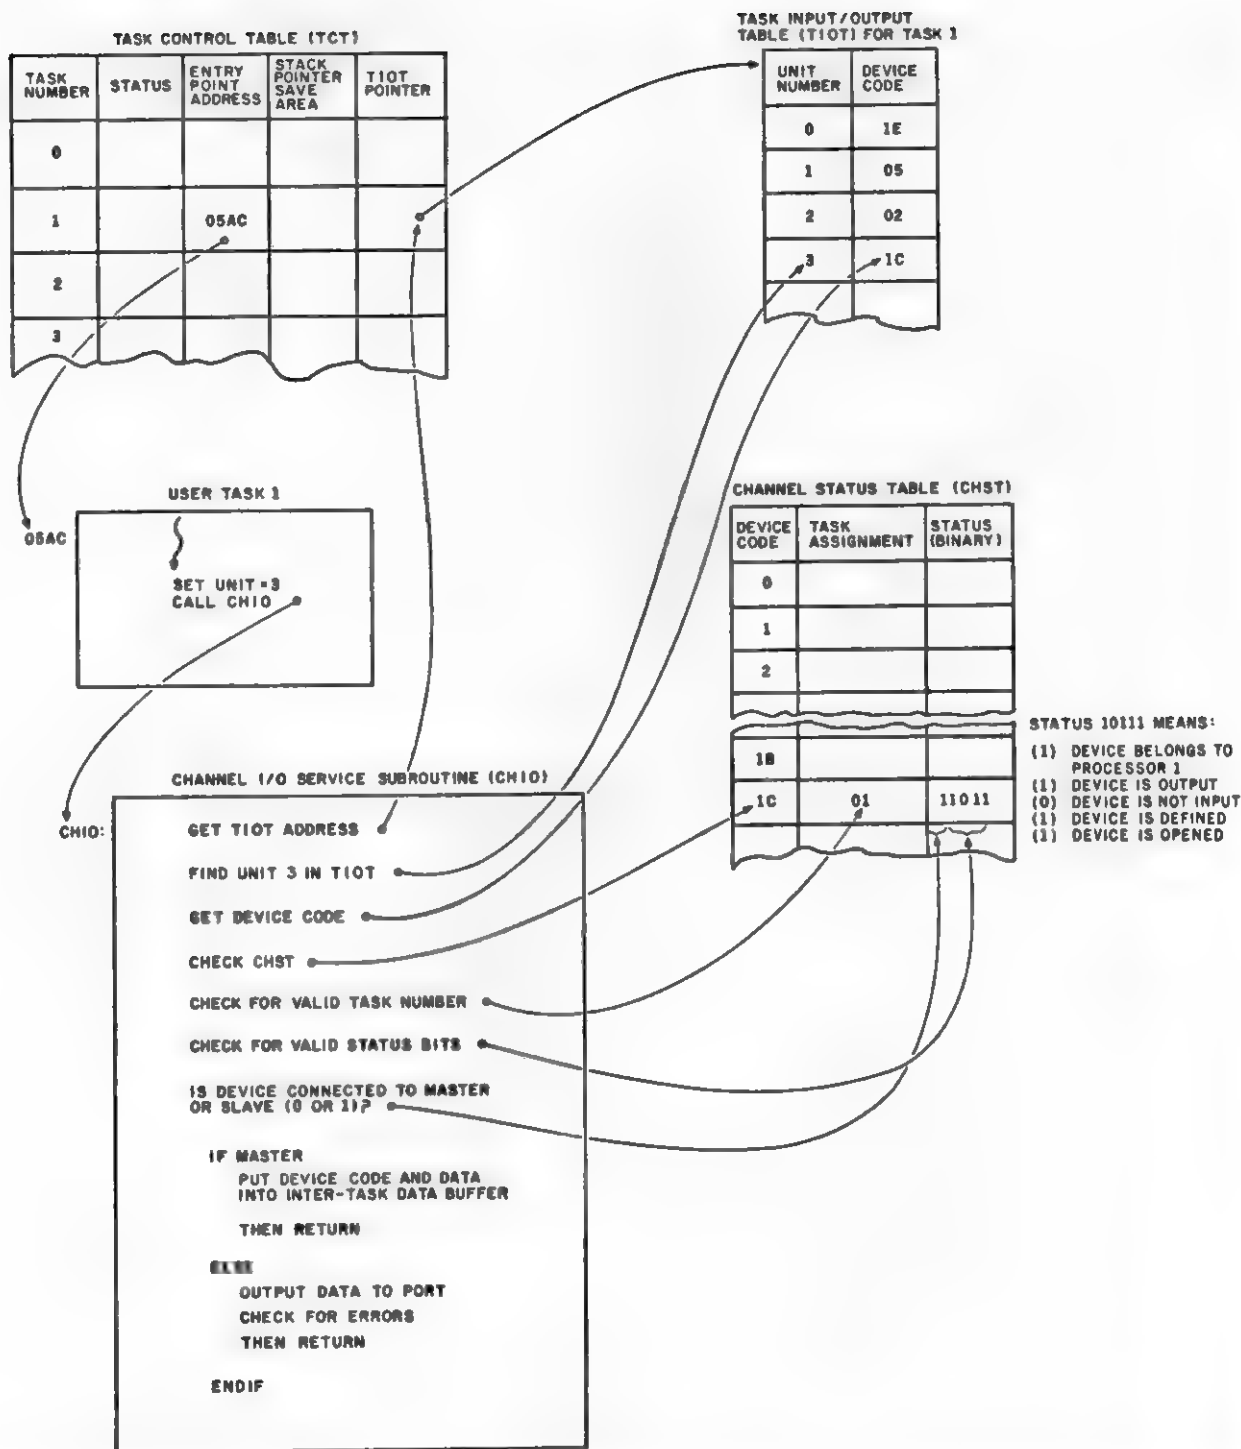 TASK CONTROL TABLE (TCT)
TASK NUMBER
STATUS
ENTRY POINT ADDRESS
STACK POINTER SAVE AREA
TIOT POINTER
0
1
05AC
2
3
TASK INPUT/OUTPUT
TABLE (TIOT) FOR TASK 1
UNIT NUMBER
DEVICE CODE
0 1E
1 05
2 02
3 1C
05AC
USER TASK 1
SET UNIT=3
CALL CHIO
CHANNEL STATUS TABLE (CHST)
DEVICE CODE
TASK ASSIGNMENT
STATUS (BINARY)
0
1
2
1B
1C 01 11011
STATUS 10111 MEANS:
(1) DEVICE BELONGS TO
PROCESSOR 1
(1) DEVICE IS OUTPUT
(0) DEVICE IS NOT INPUT
(1) DEVICE IS DEFINED
(1) DEVICE IS OPENED
CHANNEL I/O SERVICE SUBROUTINE (CHIO)
CHIO:
GET TIOT ADDRESS
FIND UNIT 3 IN TIOT
GET DEVICE CODE
CHECK CHST
CHECK FOR VALID TASK NUMBER
CHECK FOR VALID STATUS BITS
IS DEVICE CONNECTED TO MASTER
OR SLAVE (0 OR 1)?
IF MASTER
PUT DEVICE CODE AND DATA
INTO INTER-TASK DATA BUFFER
THEN RETURN
ELSE
OUTPUT DATA TO PORT
CHECK FOR ERRORS
THEN RETURN
ENDIF